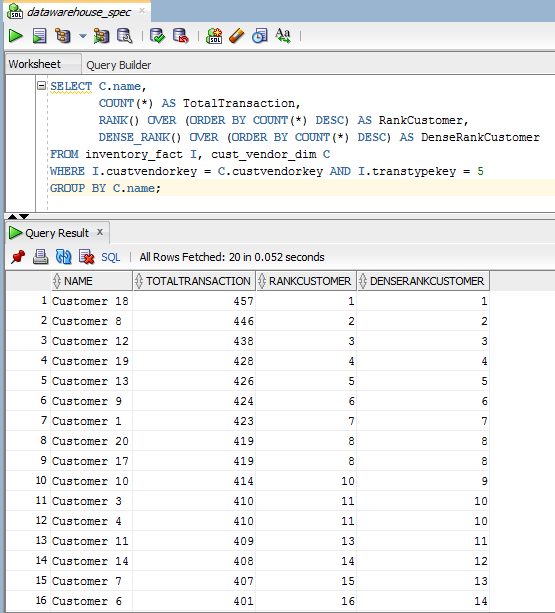 datawarehouse_spec ×
Worksheet Query Builder
SELECT C.name,
COUNT(*) AS TotalTransaction,
RANK() OVER (ORDER BY COUNT(*) DESC) AS RankCustomer,
DENSE_RANK() OVER (ORDER BY COUNT(*) DESC) AS DenseRankCustomer
FROM inventory_fact I, cust_vendor_dim C
WHERE I.custvendorkey = C.custvendorkey AND I.transtypekey = 5
GROUP BY C.name;
Query Result ×
SQL | All Rows Fetched: 20 in 0.052 seconds
NAME TOTALTRANSACTION RANKCUSTOMER DENSERANKCUSTOMER
1 Customer 18 457 1 1
2 Customer 8 446 2 2
3 Customer 12 438 3 3
4 Customer 19 428 4 4
5 Customer 13 426 5 5
6 Customer 9 424 6 6
7 Customer 1 423 7 7
8 Customer 20 419 8 8
9 Customer 17 419 8 8
10 Customer 10 414 10 9
11 Customer 3 410 11 10
12 Customer 4 410 11 10
13 Customer 11 409 13 11
14 Customer 14 408 14 12
15 Customer 7 407 15 13
16 Customer 6 401 16 14